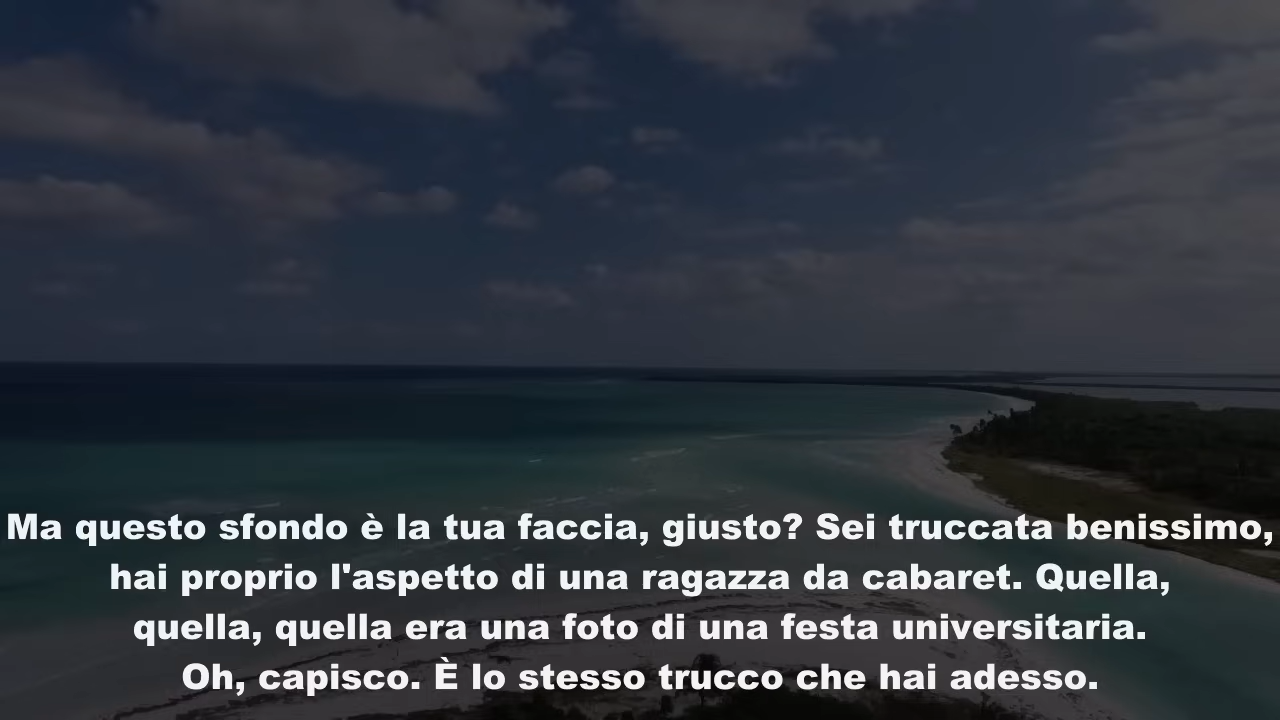 Ma questo sfondo è la tua faccia, giusto? Sei truccata benissimo,
hai proprio l'aspetto di una ragazza da cabaret. Quella,
quella, quella era una foto di una festa universitaria.
Oh, capisco. È lo stesso trucco che hai adesso.